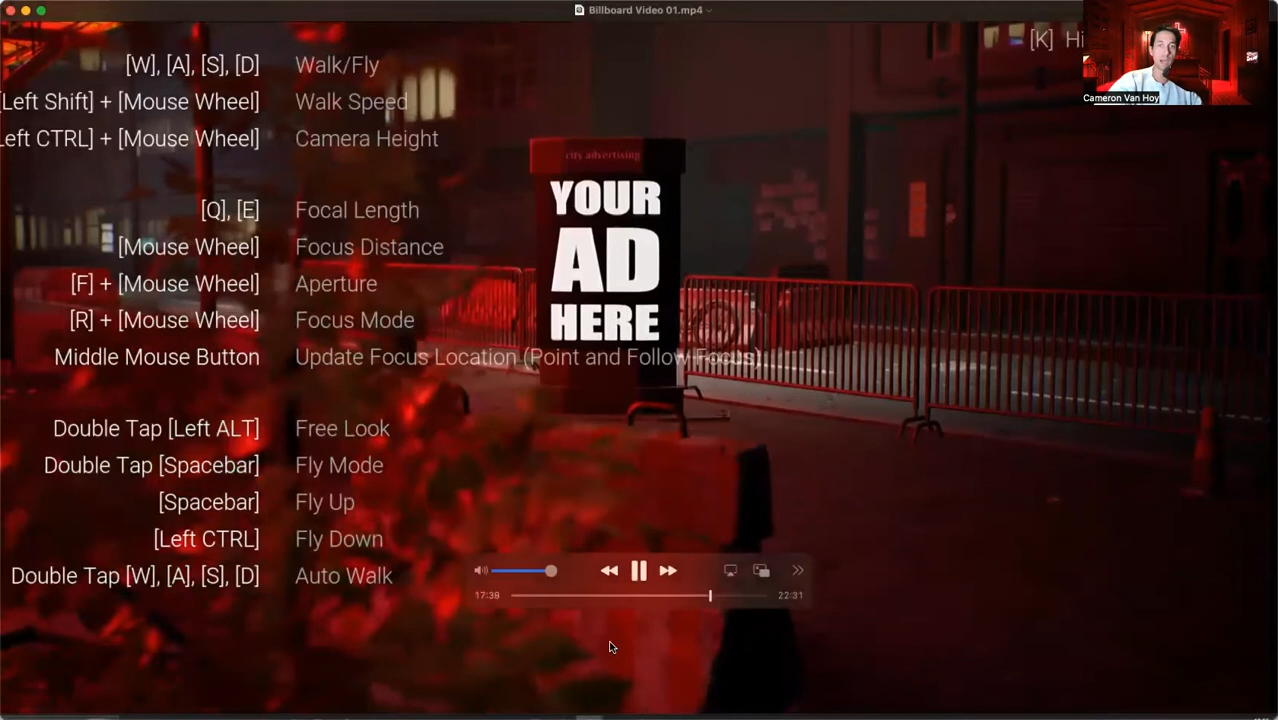 Billboard Video 01.mp4
[K] Hi
Cameron Van Hoy
[W], [A], [S], [D] Walk/Fly
[Left Shift] + [Mouse Wheel] Walk Speed
Left CTRL] + [Mouse Wheel] Camera Height
[Q], [E] Focal Length
[Mouse Wheel] Focus Distance
[F] + [Mouse Wheel] Aperture
[R] + [Mouse Wheel] Focus Mode
Middle Mouse Button Update Focus Location (Point and Follow Focus)
Double Tap [Left ALT] Free Look
Double Tap [Spacebar] Fly Mode
[Spacebar] Fly Up
[Left CTRL] Fly Down
Double Tap [W], [A], [S], [D] Auto Walk
city advertising
YOUR
AD
HERE
17:38
22:31